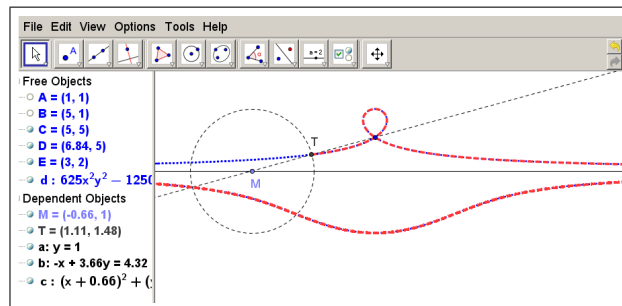 File Edit View Options Tools Help
A
a=2
Free Objects
A = (1, 1)
B = (5, 1)
C = (5, 5)
D = (6.84, 5)
E = (3, 2)
d : 625x²y² − 1250
Dependent Objects
M = (-0.66, 1)
T = (1.11, 1.48)
a: y = 1
b: -x + 3.66y = 4.32
c : (x + 0.66)² + (y
T
M